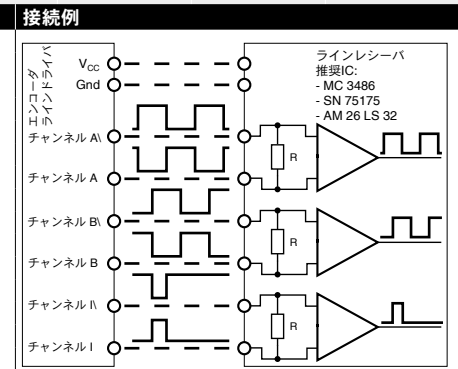 接続例
エンコーダ
ラインドライバ
V_CC
Gnd
チャンネル A\
チャンネル A
チャンネル B\
チャンネル B
チャンネル I\
チャンネル I
ラインレシーバ
推奨IC:
- MC 3486
- SN 75175
- AM 26 LS 32
R
R
R